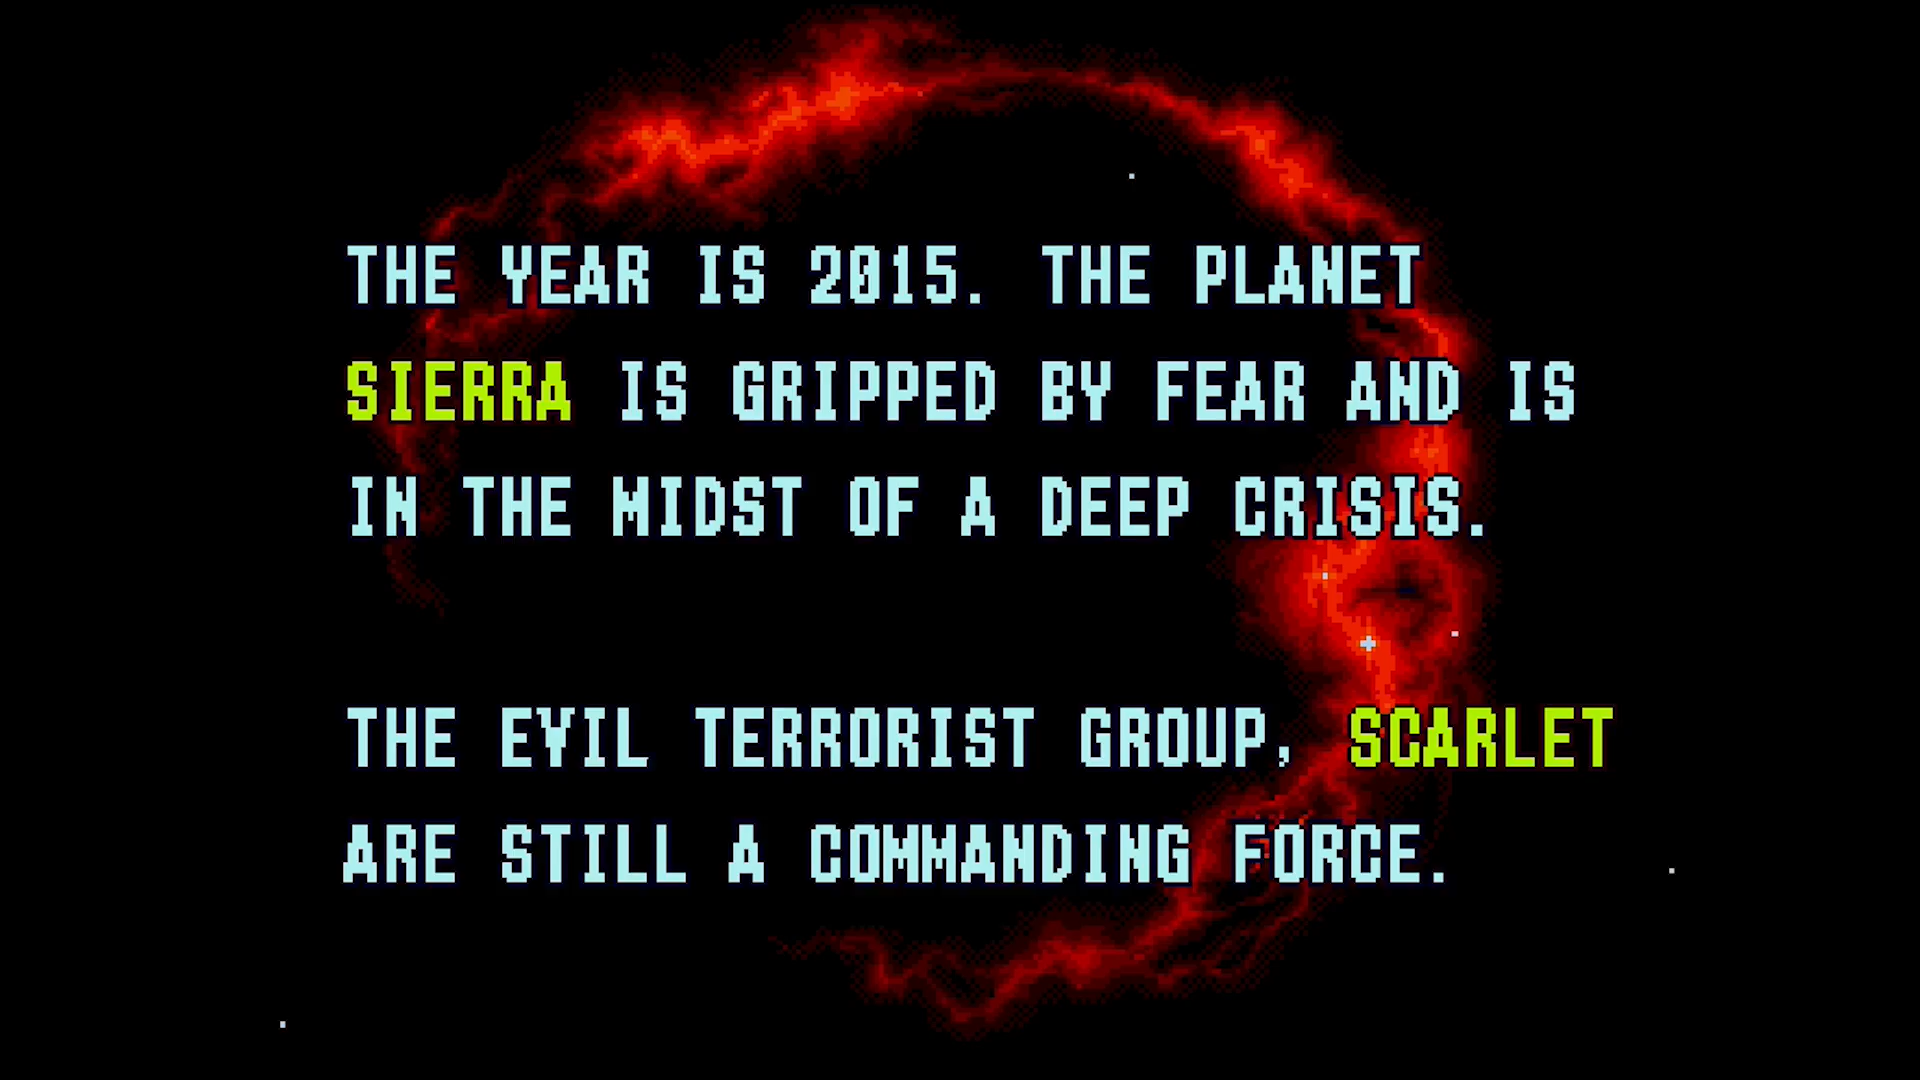 THE YEAR IS 2015. THE PLANET
SIERRA IS GRIPPED BY FEAR AND IS
IN THE MIDST OF A DEEP CRISIS.
THE EVIL TERRORIST GROUP, SCARLET
ARE STILL A COMMANDING FORCE.